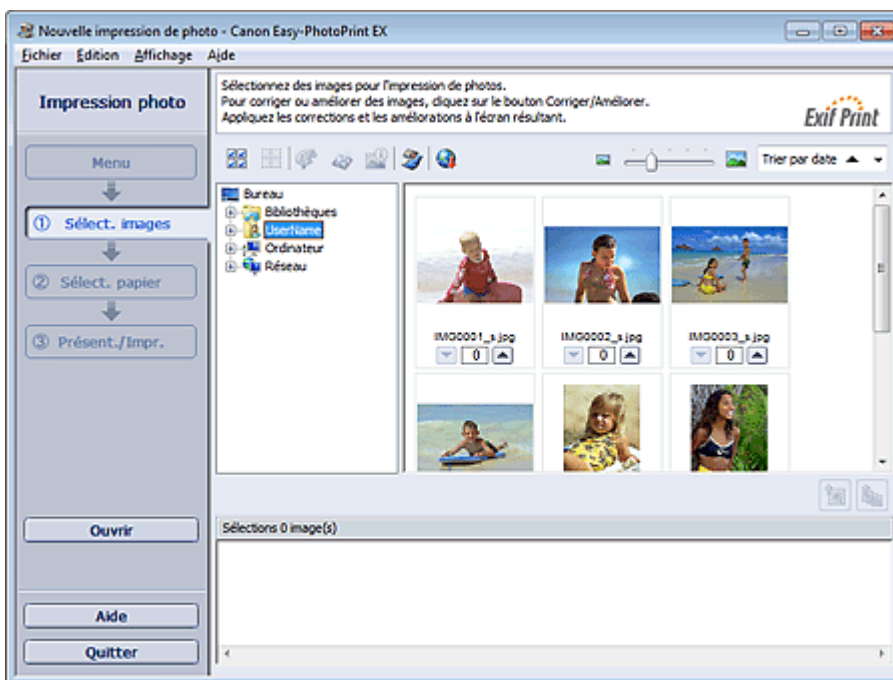 Nouvelle impression de photo - Canon Easy-PhotoPrint EX
Fichier Édition Affichage Aide
Impression photo
Menu
① Sélect. images
② Sélect. papier
③ Présent./Impr.
Ouvrir
Aide
Quitter
Sélectionnez des images pour l'impression de photos.
Pour corriger ou améliorer des images, cliquez sur le bouton Corriger/Améliorer.
Appliquez les corrections et les améliorations à l'écran résultant.
Exif Print
Trier par date
Bureau
Bibliothèques
UserName
Ordinateur
Réseau
IMG0001_s.jpg IMG0002_s.jpg IMG0003_s.jpg
0 0 0
Sélections 0 image(s)